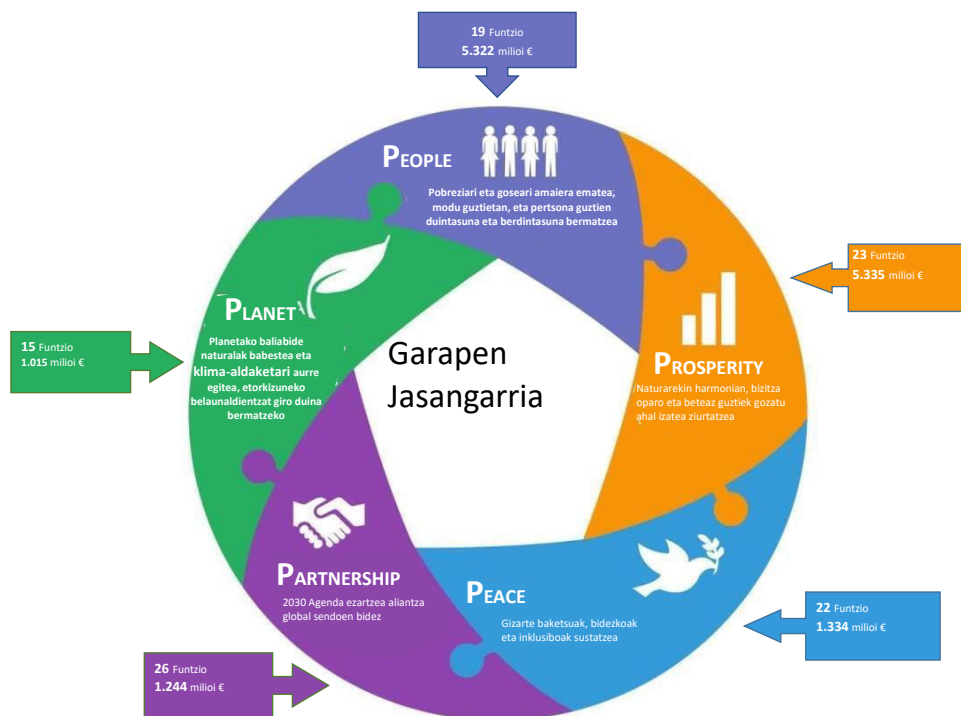 19 Funtzio
5.322 milioi €
PEOPLE
Pobreziari eta goseari amaiera ematea,
modu guztietan, eta pertsona guztien
duintasuna eta berdintasuna bermatzea
23 Funtzio
5.335 milioi €
PROSPERITY
Naturarekin harmonian, bizitza
oparo eta beteaz guztiek gozatu
ahal izatea ziurtatzea
PLANET
Planetako baliabide
naturalak babestea eta
klima-aldaketari aurre
egitea, etorkizuneko
belaunaldientzat giro duina
bermatzeko
15 Funtzio
1.015 milioi €
Garapen
Jasangarria
PARTNERSHIP
2030 Agenda ezartzea aliantza
global sendoen bidez
PEACE
Gizarte baketsuak, bidezkoak
eta inklusiboak sustatzea
22 Funtzio
1.334 milioi €
26 Funtzio
1.244 milioi €